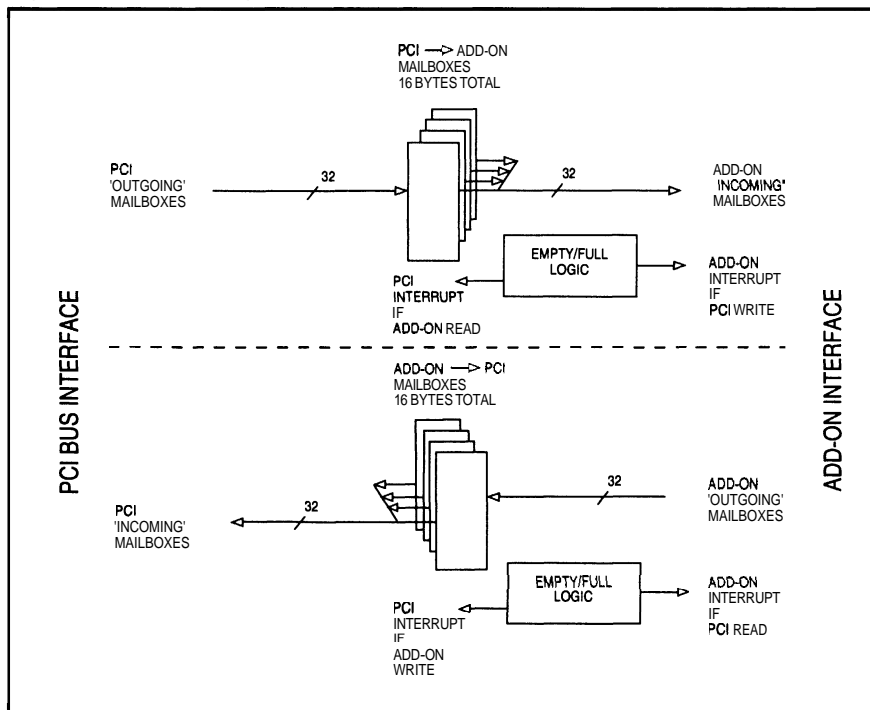 PCI → ADD-ON
MAILBOXES
16 BYTES TOTAL
PCI
'OUTGOING'
MAILBOXES
32
32
ADD-ON
'INCOMING"
MAILBOXES
EMPTY/FULL
LOGIC
PCI
INTERRUPT
IF
ADD-ON READ
ADD-ON
INTERRUPT
IF
PCI WRITE
PCI BUS INTERFACE
ADD-ON INTERFACE
ADD-ON → PCI
MAILBOXES
16 BYTES TOTAL
PCI
'INCOMING'
MAILBOXES
32
32
ADD-ON
'OUTGOING'
MAILBOXES
EMPTY/FULL
LOGIC
PCI
INTERRUPT
IF
ADD-ON
WRITE
ADD-ON
INTERRUPT
IF
PCI READ